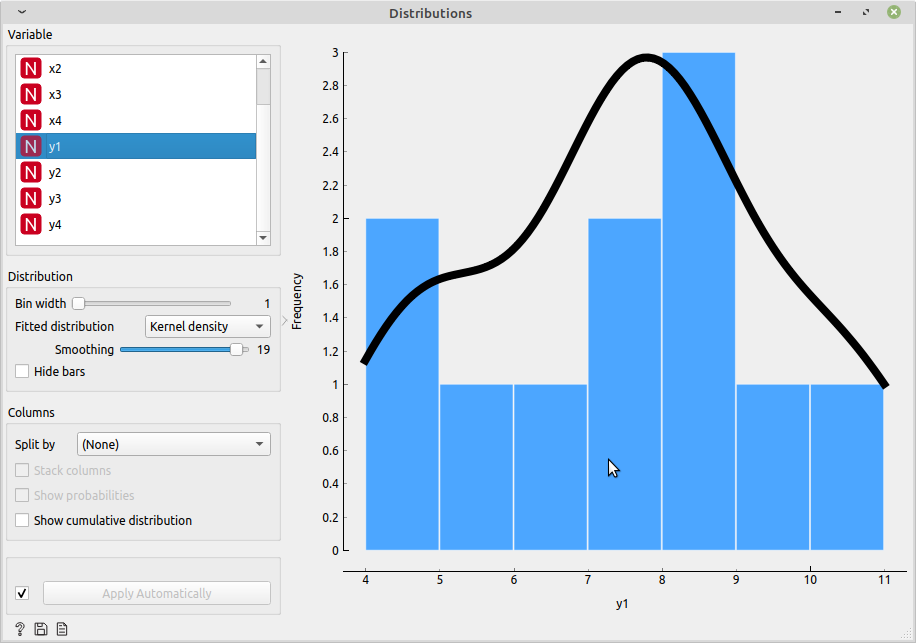 Distributions
Variable
N x2
N x3
N x4
N y1
N y2
N y3
N y4
Distribution
Bin width 1
Fitted distribution Kernel density
Smoothing 19
Hide bars
Columns
Split by (None)
Stack columns
Show probabilities
Show cumulative distribution
Apply Automatically
?
Frequency
3
2.8
2.6
2.4
2.2
2
1.8
1.6
1.4
1.2
1
0.8
0.6
0.4
0.2
0
4 5 6 7 8 9 10 11
y1